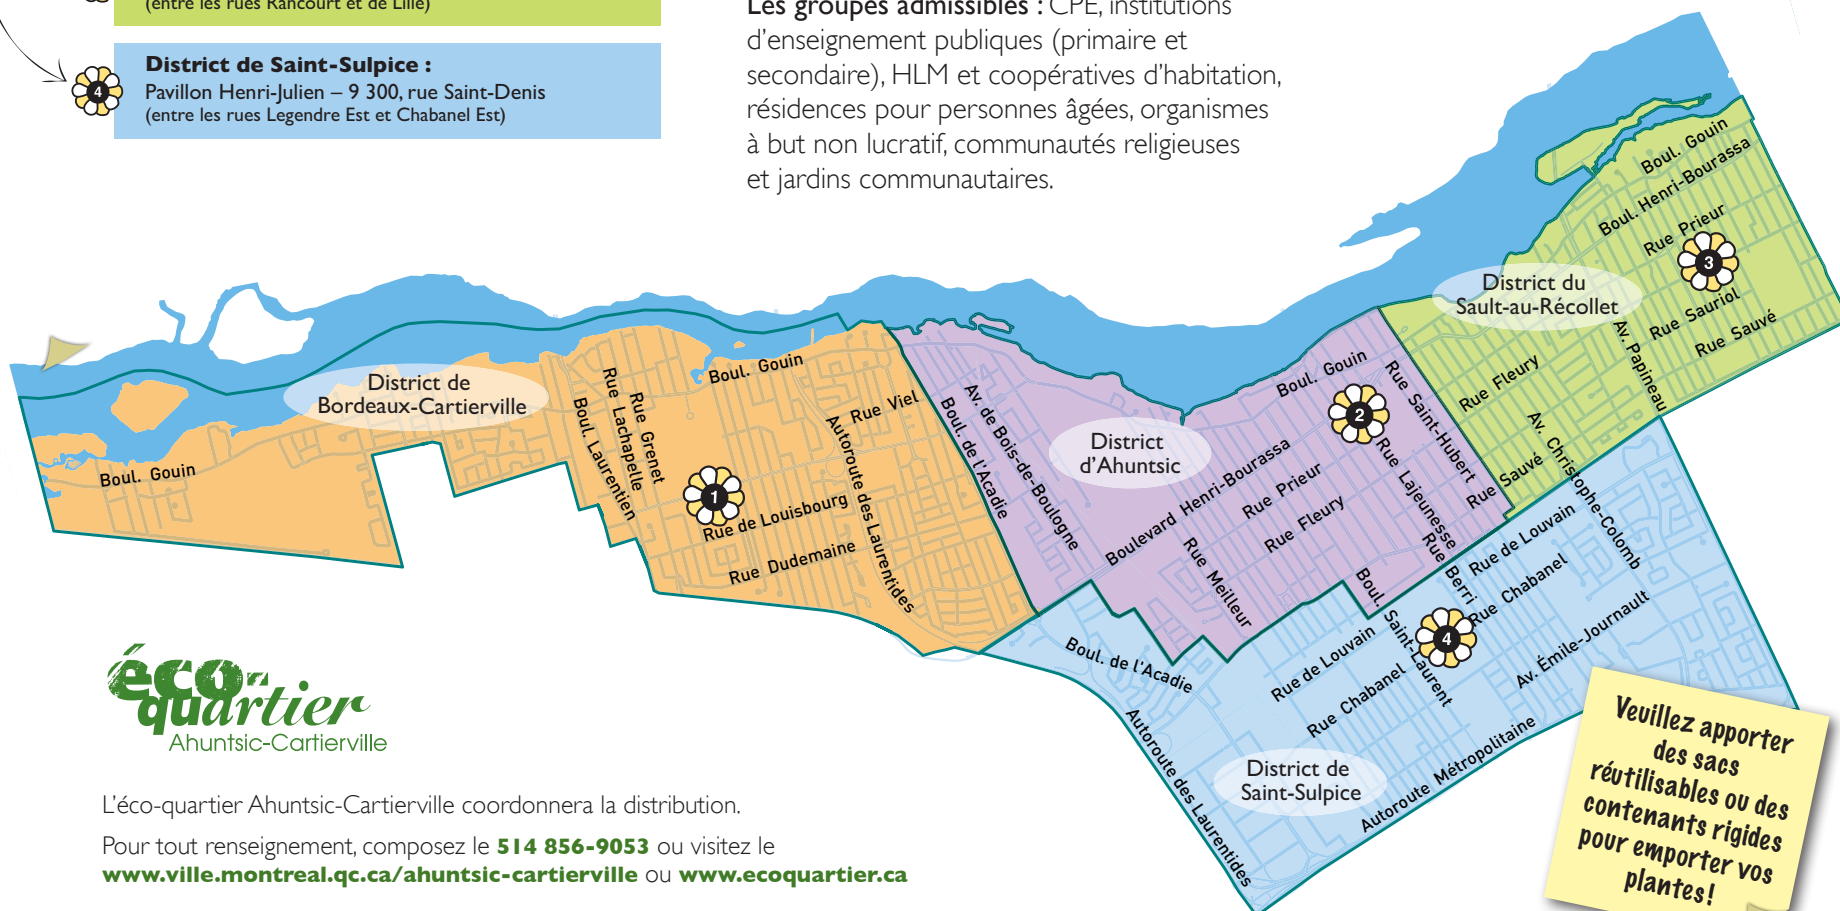 (entre les rues Rancourt et de Lille)
4
District de Saint-Sulpice :
Pavillon Henri-Julien – 9 300, rue Saint-Denis
(entre les rues Legendre Est et Chabanel Est)
Les groupes admissibles : CPE, institutions
d'enseignement publiques (primaire et
secondaire), HLM et coopératives d'habitation,
résidences pour personnes âgées, organismes
à but non lucratif, communautés religieuses
et jardins communautaires.
District de
Bordeaux-Cartierville
Boul. Gouin
Boul. Laurentien
Rue Lachapelle
Rue Grenet
Boul. Gouin
Rue Viel
Autoroute des Laurentides
1
Rue de Louisbourg
Rue Dudemaine
Boul. de l'Acadie
Av. de Bois-de-Boulogne
District
d'Ahuntsic
Boul. Gouin
2
Rue Saint-Hubert
Boulevard Henri-Bourassa
Rue Prieur
Rue Fleury
Rue Lajeunesse
Rue Sauvé
Rue Meilleur
District du
Sault-au-Récollet
Boul. Gouin
Boul. Henri-Bourassa
Rue Prieur
3
Rue Sauriol
Rue Sauvé
Av. Papineau
Rue Fleury
Av. Christophe-Colomb
Rue Berri
Rue de Louvain
Rue Chabanel
4
Boul. Saint-Laurent
Rue de Louvain
Rue Chabanel
Av. Émile-Journault
Boul. de l'Acadie
Autoroute des Laurentides
Autoroute Métropolitaine
District de
Saint-Sulpice
éco-
quartier
Ahuntsic-Cartierville
L'éco-quartier Ahuntsic-Cartierville coordonnera la distribution.
Pour tout renseignement, composez le 514 856-9053 ou visitez le
www.ville.montreal.qc.ca/ahuntsic-cartierville ou www.ecoquartier.ca
Veuillez apporter
des sacs
réutilisables ou des
contenants rigides
pour emporter vos
plantes!